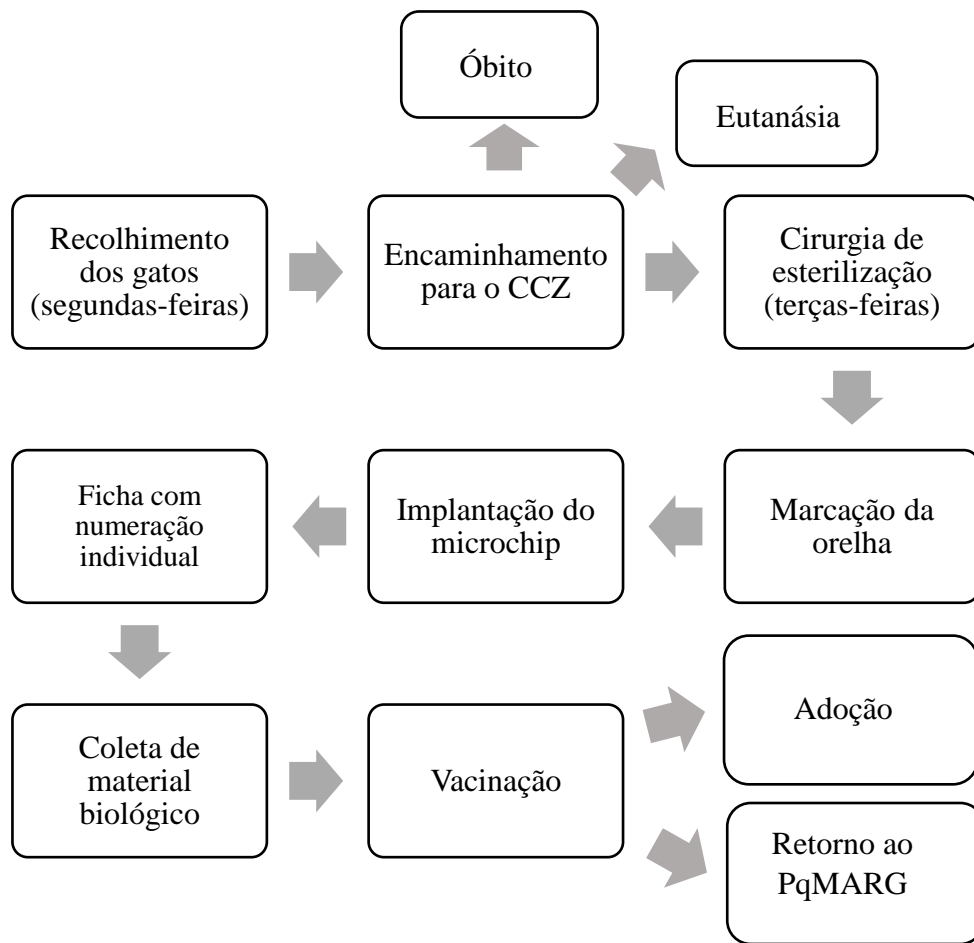 Óbito
Eutanásia
Recolhimento
dos gatos
(segundas-feiras)
Encaminhamento
para o CCZ
Cirurgia de
esterilização
(terças-feiras)
Ficha com
numeração
individual
Implantação do
microchip
Marcação da
orelha
Coleta de
material
biológico
Vacinação
Adoção
Retorno ao
PqMARG